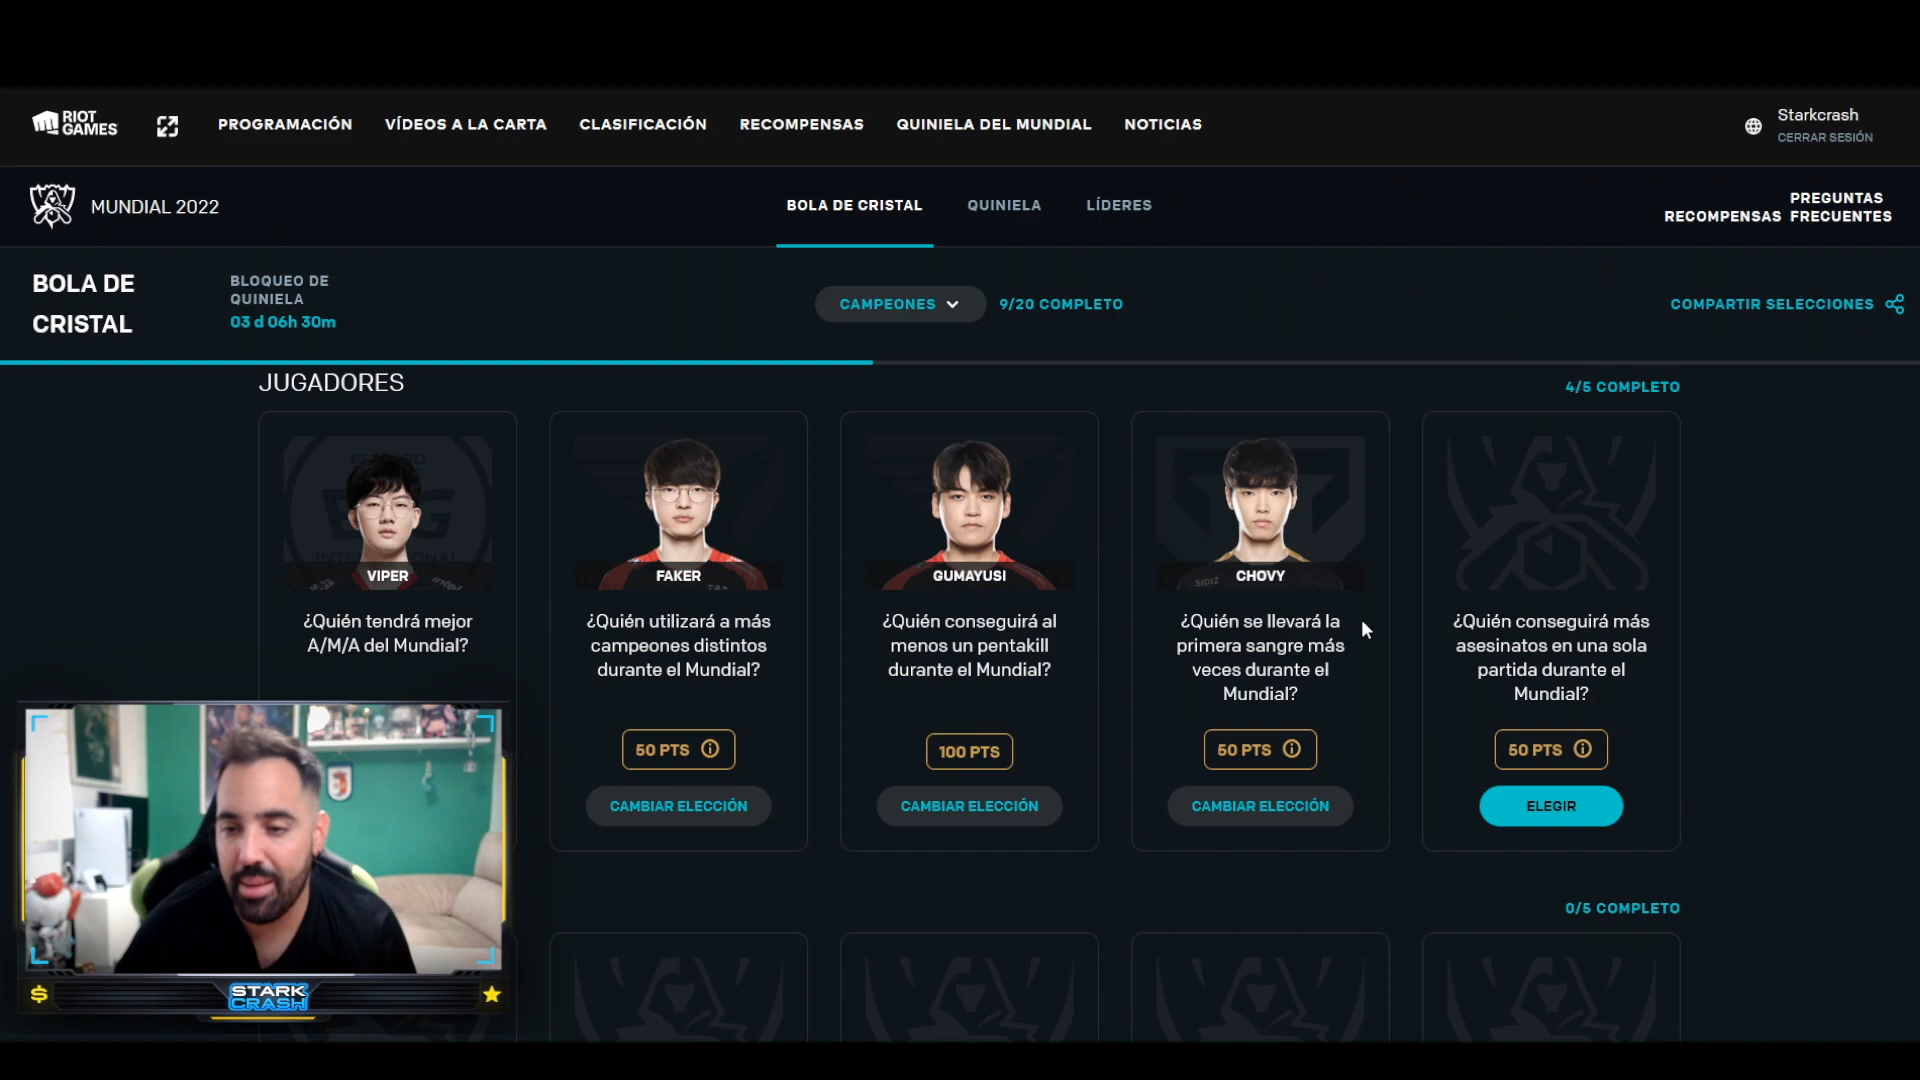 RIOT GAMES
PROGRAMACIÓN
VÍDEOS A LA CARTA
CLASIFICACIÓN
RECOMPENSAS
QUINIELA DEL MUNDIAL
NOTICIAS
Starkcrash
CERRAR SESIÓN
MUNDIAL 2022
BOLA DE CRISTAL
QUINIELA
LÍDERES
RECOMPENSAS
PREGUNTAS
FRECUENTES
BOLA DE
CRISTAL
BLOQUEO DE
QUINIELA
03 d 06h 30m
CAMPEONES
9/20 COMPLETO
COMPARTIR SELECCIONES
JUGADORES
4/5 COMPLETO
VIPER
¿Quién tendrá mejor
A/M/A del Mundial?
FAKER
¿Quién utilizará a más
campeones distintos
durante el Mundial?
50 PTS
CAMBIAR ELECCIÓN
GUMAYUSI
¿Quién conseguirá al
menos un pentakill
durante el Mundial?
100 PTS
CAMBIAR ELECCIÓN
SIDIZ
CHOVY
¿Quién se llevará la
primera sangre más
veces durante el
Mundial?
50 PTS
CAMBIAR ELECCIÓN
¿Quién conseguirá más
asesinatos en una sola
partida durante el
Mundial?
50 PTS
ELEGIR
0/5 COMPLETO
$
STARK
CRASH